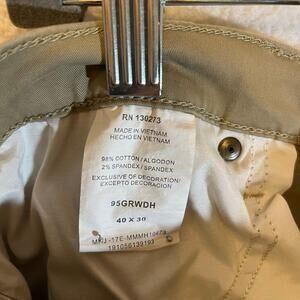 RN 130273
MADE IN VIETNAM
HECHO EN VIETNAM
98% COTTON/ALGODON
2% SPANDEX/SPANDEX
EXCLUSIVE OF DECORATION/
EXCEPTO DECORACION
95GRWDH
40 X 30
191056139193